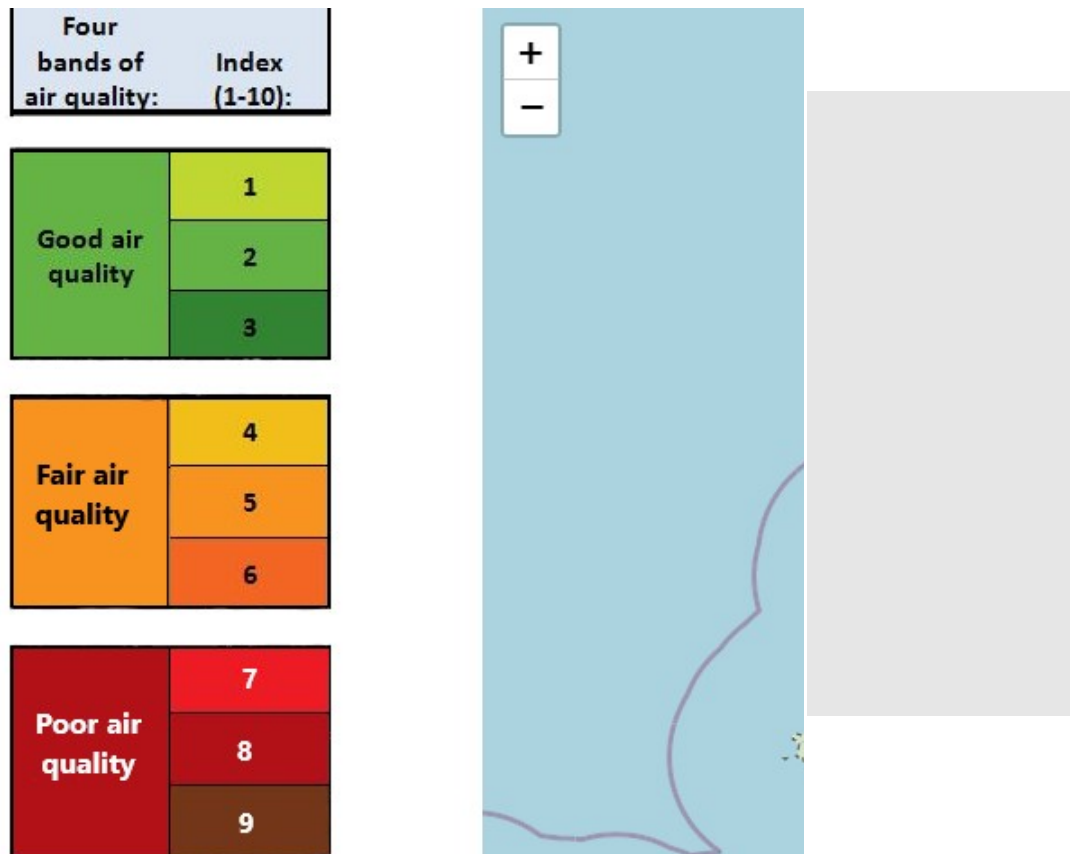 Four
bands of Index
air quality: (1-10):
1
Good air
quality
2
3
4
Fair air
quality
5
6
7
Poor air
quality
8
9
+
−